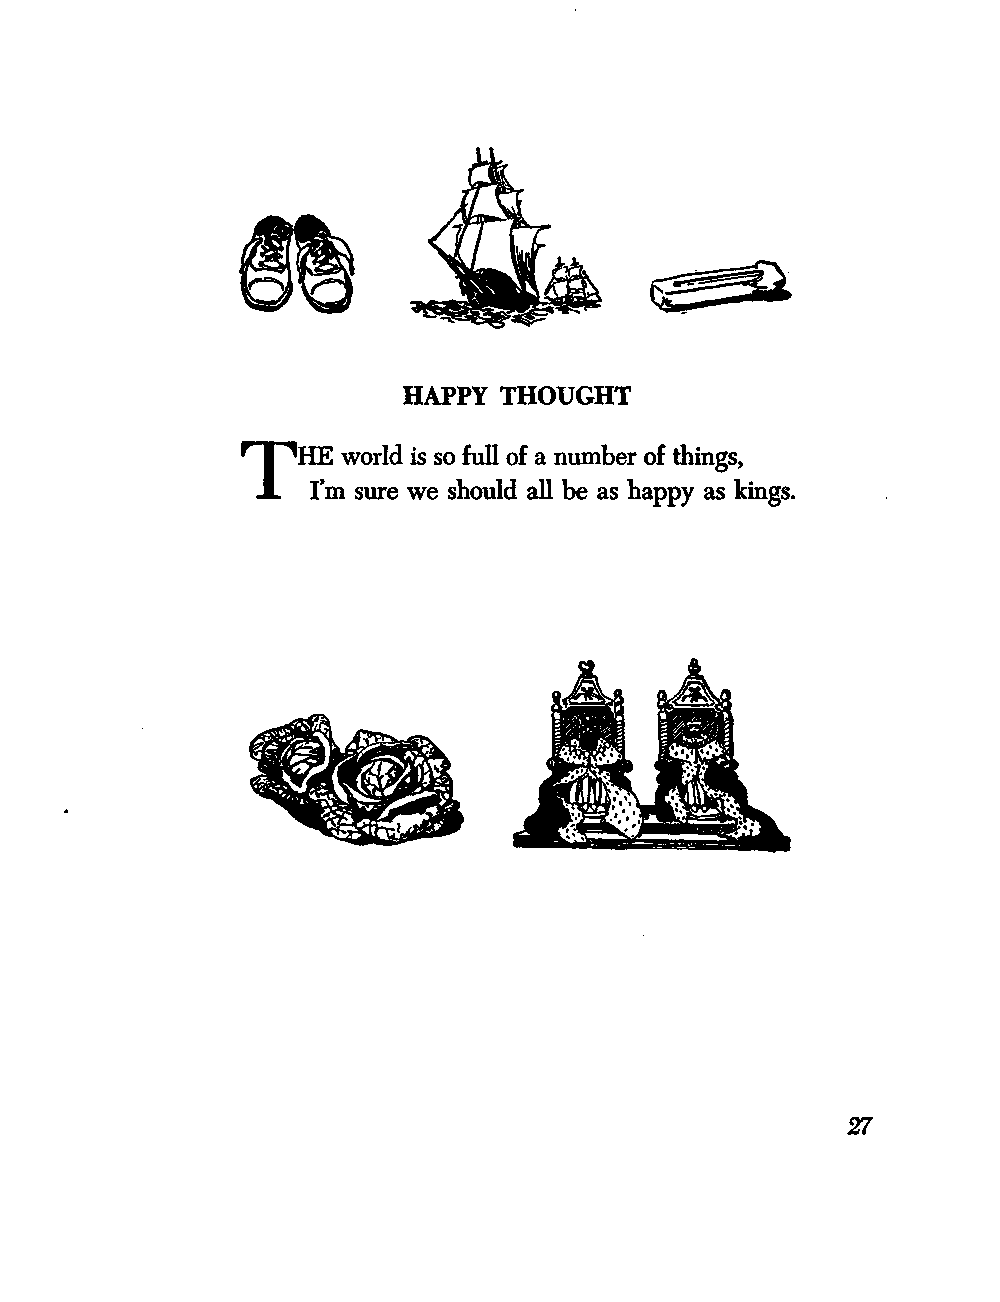 HAPPY THOUGHT
THE world is so full of a number of things,
I'm sure we should all be as happy as kings.
27